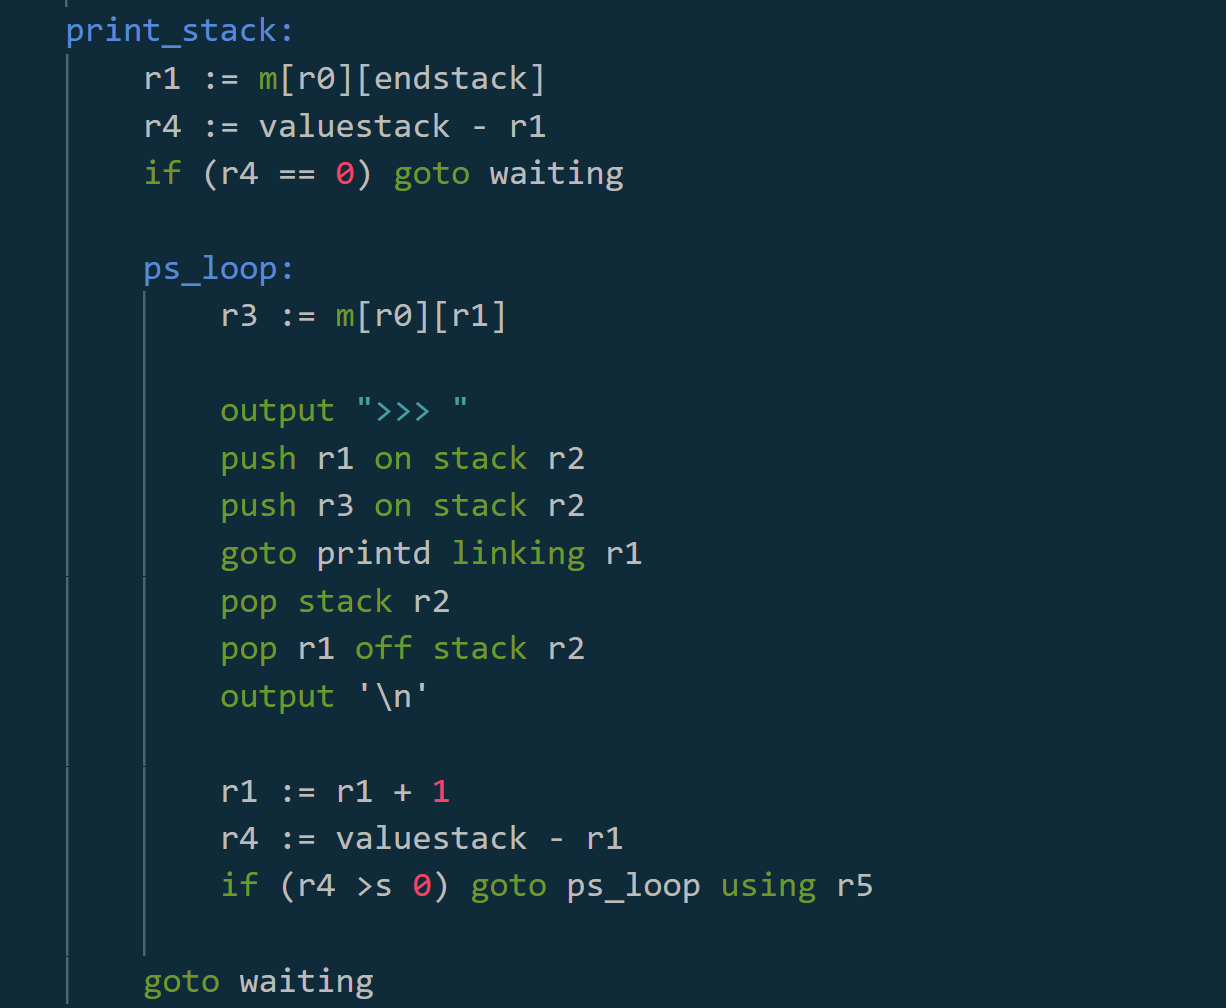 print_stack:
r1 := m[r0][endstack]
r4 := valuestack - r1
if (r4 == 0) goto waiting
ps_loop:
r3 := m[r0][r1]
output ">>> "
push r1 on stack r2
push r3 on stack r2
goto printd linking r1
pop stack r2
pop r1 off stack r2
output '\n'
r1 := r1 + 1
r4 := valuestack - r1
if (r4 >s 0) goto ps_loop using r5
goto waiting